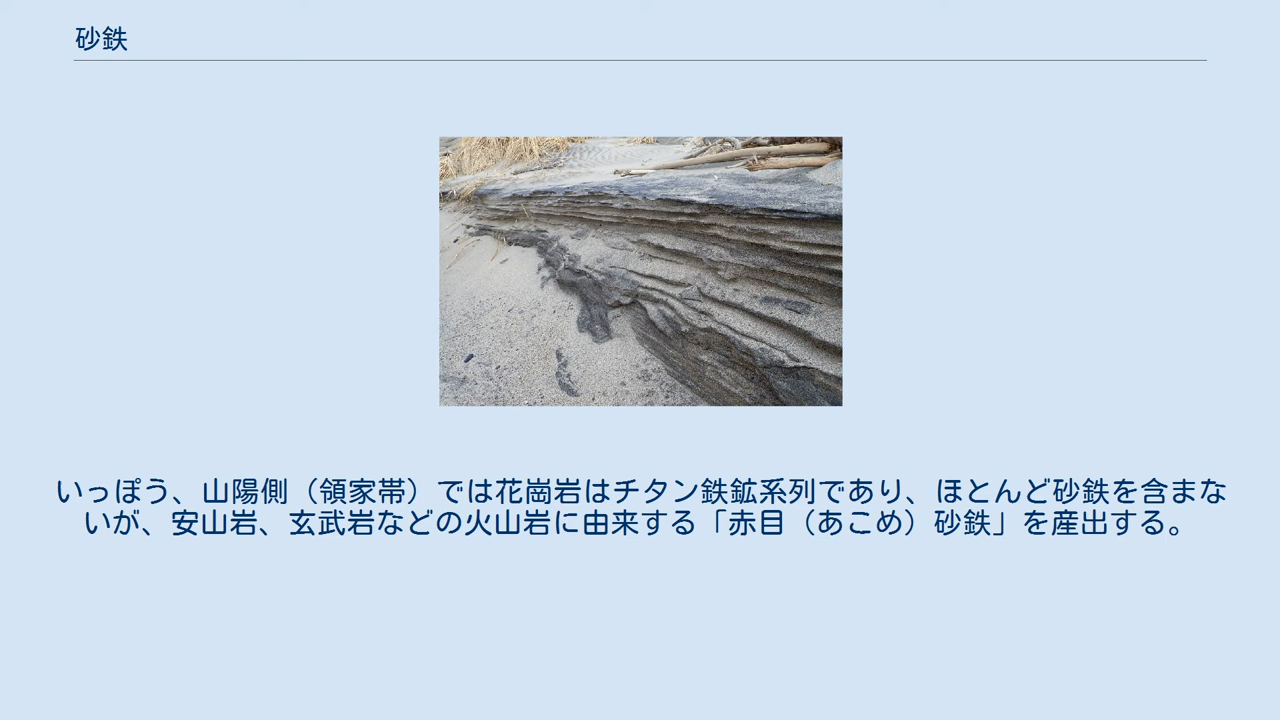 砂鉄
いっぽう、山陽側（領家帯）では花崗岩はチタン鉄鉱系列であり、ほとんど砂鉄を含まな
いが、安山岩、玄武岩などの火山岩に由来する「赤目（あこめ）砂鉄」を産出する。